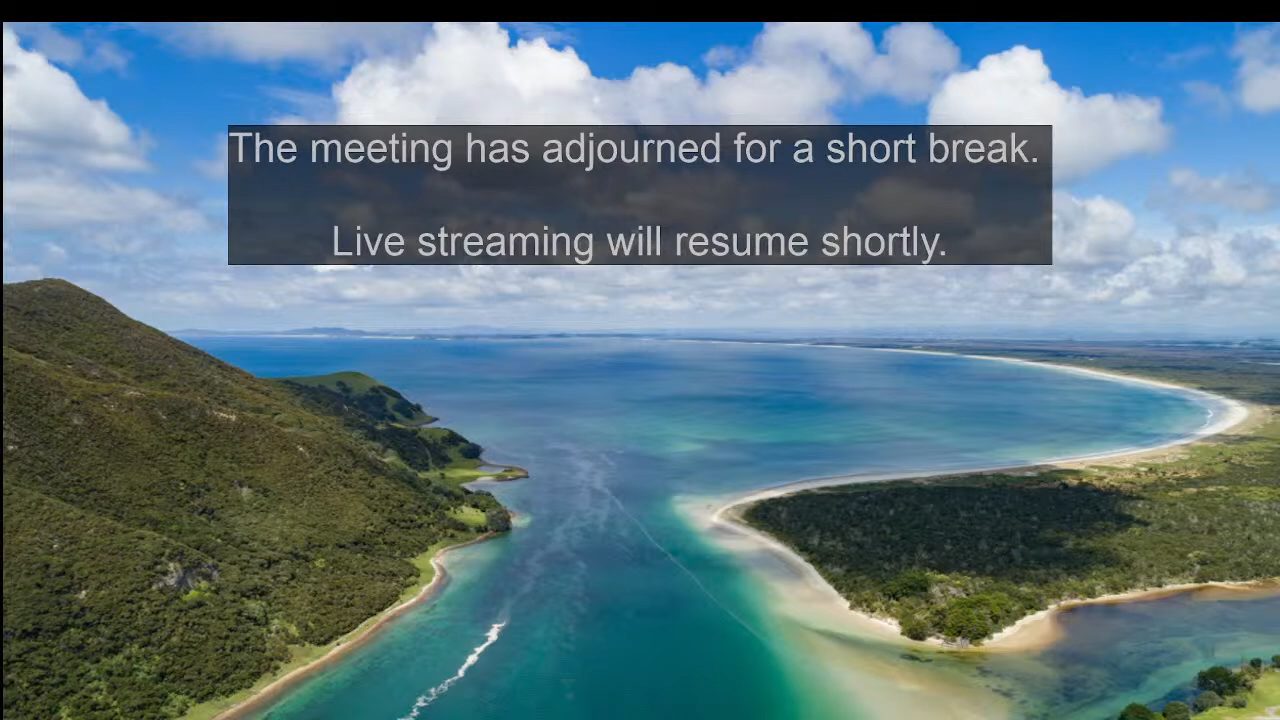 The meeting has adjourned for a short break.
Live streaming will resume shortly.